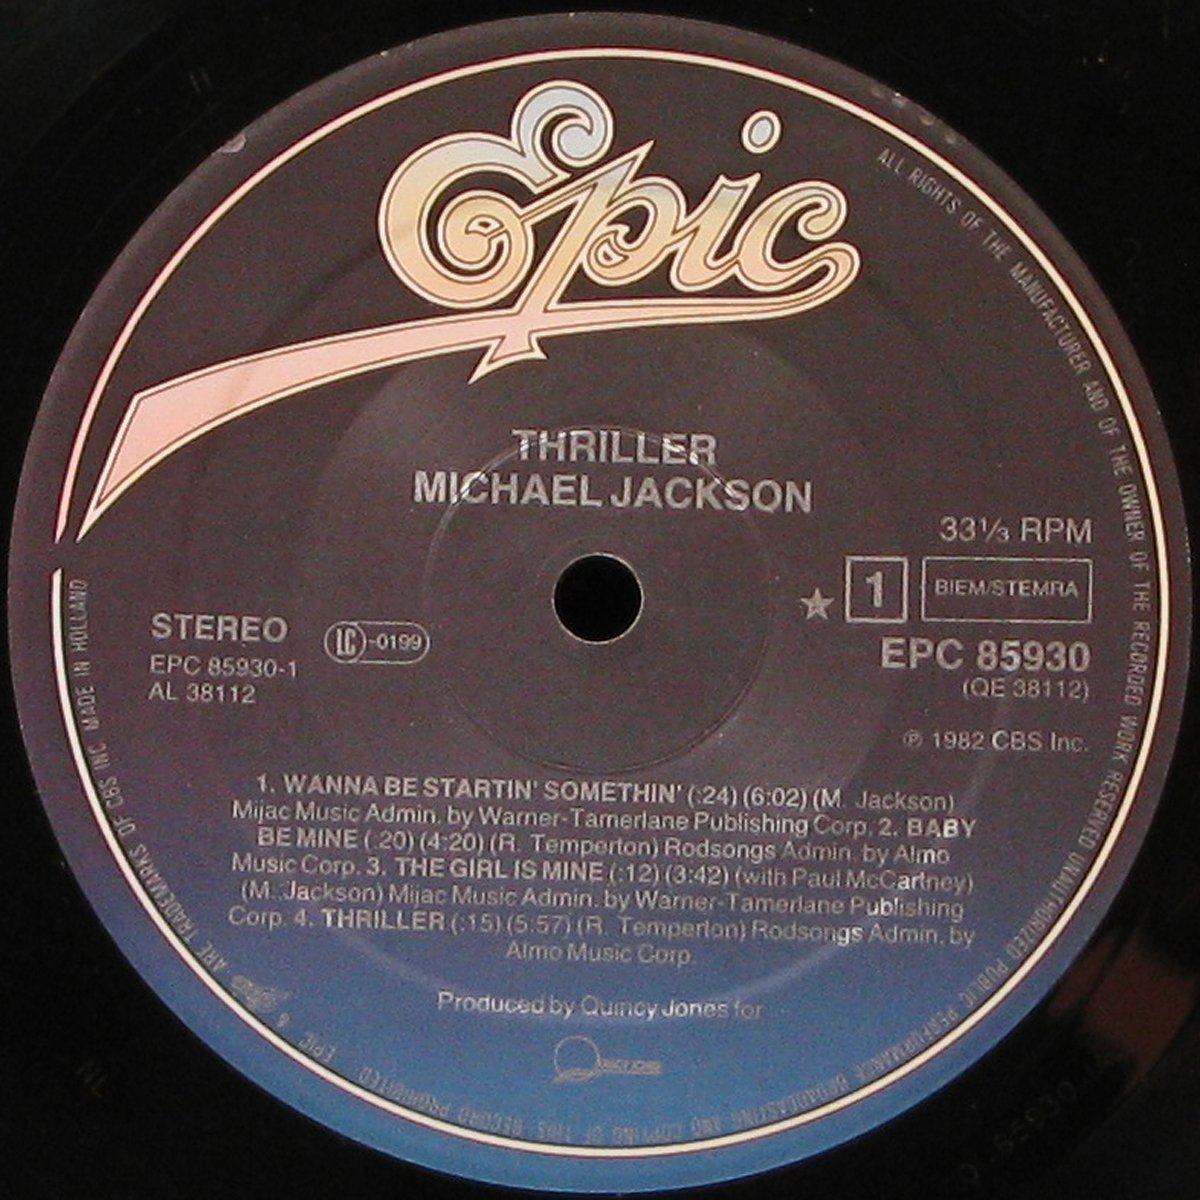 Epic
THRILLER
MICHAEL JACKSON
33⅓ RPM
1
BIEM/STEMRA
STEREO
LC-0199
EPC 85930
EPC 85930-1
(QE 38112)
AL 38112
℗ 1982 CBS Inc.
1. WANNA BE STARTIN' SOMETHIN' (:24) (6:02) (M. Jackson)
Mijac Music Admin. by Warner-Tamerlane Publishing Corp. 2. BABY
BE MINE (:20) (4:20) (R. Temperton) Rodsongs Admin. by Almo
Music Corp. 3. THE GIRL IS MINE (:12) (3:42) (with Paul McCartney)
(M. Jackson) Mijac Music Admin. by Warner-Tamerlane Publishing
Corp. 4. THRILLER (:15) (5:57) (R. Temperton) Rodsongs Admin. by
Almo Music Corp.
Produced by Quincy Jones for
ALL RIGHTS OF THE MANUFACTURER AND OF THE OWNER OF THE RECORDED WORK RESERVED UNAUTHORIZED PUBLIC PERFORMANCE BROADCASTING AND COPYING OF THIS RECORD PROHIBITED
EPIC, & ARE TRADEMARKS OF CBS INC. MADE IN HOLLAND